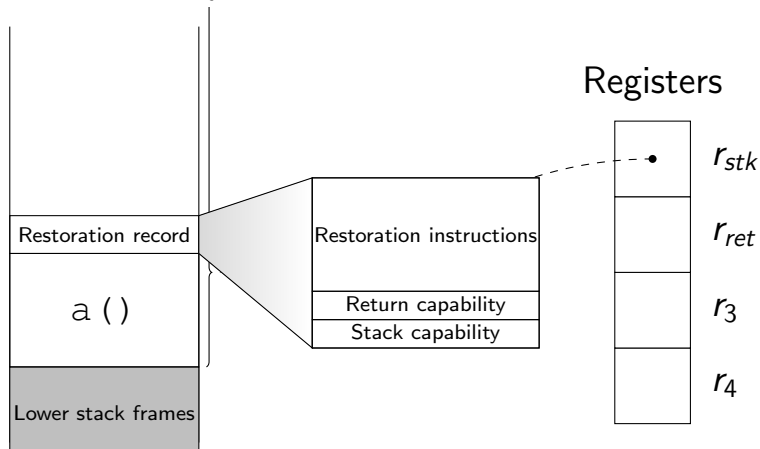 Registers
r_stk
Restoration record
Restoration instructions
r_ret
Return capability
a()
r_3
Stack capability
r_4
Lower stack frames